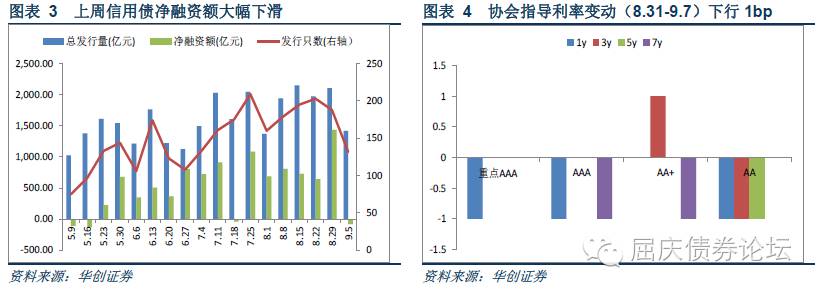 图表 3 上周信用债净融资额大幅下滑
总发行量(亿元) 净融资额(亿元) 发行只数(右轴)
2,500.00 250
2,000.00 200
1,500.00 150
1,000.00 100
500.00 50
0.00
-500.00 0
5.9 5.16 5.23 5.30 6.6 6.13 6.20 6.27 7.4 7.11 7.18 7.25 8.1 8.8 8.15 8.22 8.29 9.5
资料来源：华创证券
图表 4 协会指导利率变动（8.31-9.7）下行 1bp
1y 3y 5y 7y
1.5
1
0.5
0
重点AAA AAA AA+ AA
-0.5
-1
-1.5
资料来源：华创证券
屈庆债券论坛